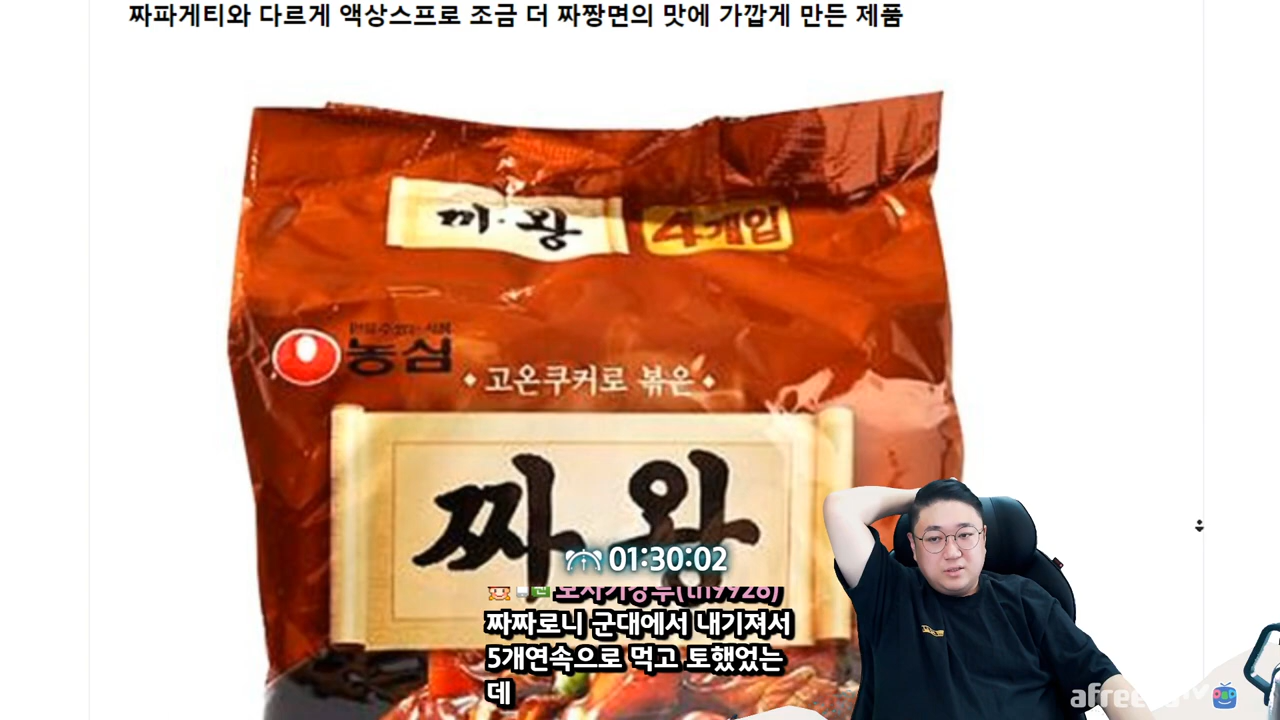 짜파게티와 다르게 액상스프로 조금 더 짜짱면의 맛에 가깝게 만든 제품
짜·왕 4개입
농심
고온쿠커로 볶은
짜왕
01:30:02
짜짜로니 군대에서 내기져서
5개연속으로 먹고 토했었는
데